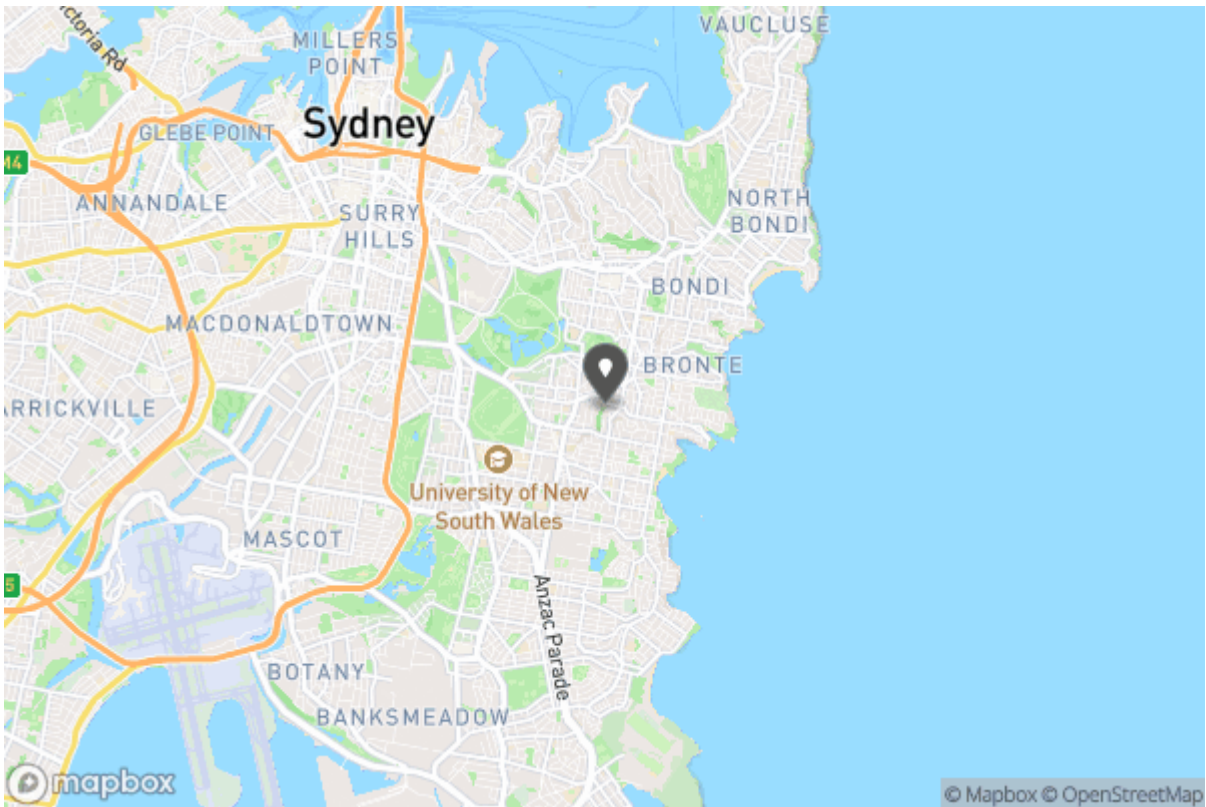 VAUCLUSE
ictoria Rd
MILLERS
POINT
Sydney
GLEBE POINT
M4
ANNANDALE
SURRY
HILLS
NORTH
BONDI
BONDI
MACDONALDTOWN
BRONTE
ARRICKVILLE
University of New
South Wales
MASCOT
5
Anzac Parade
BOTANY
BANKSMEADOW
mapbox
© Mapbox © OpenStreetMap